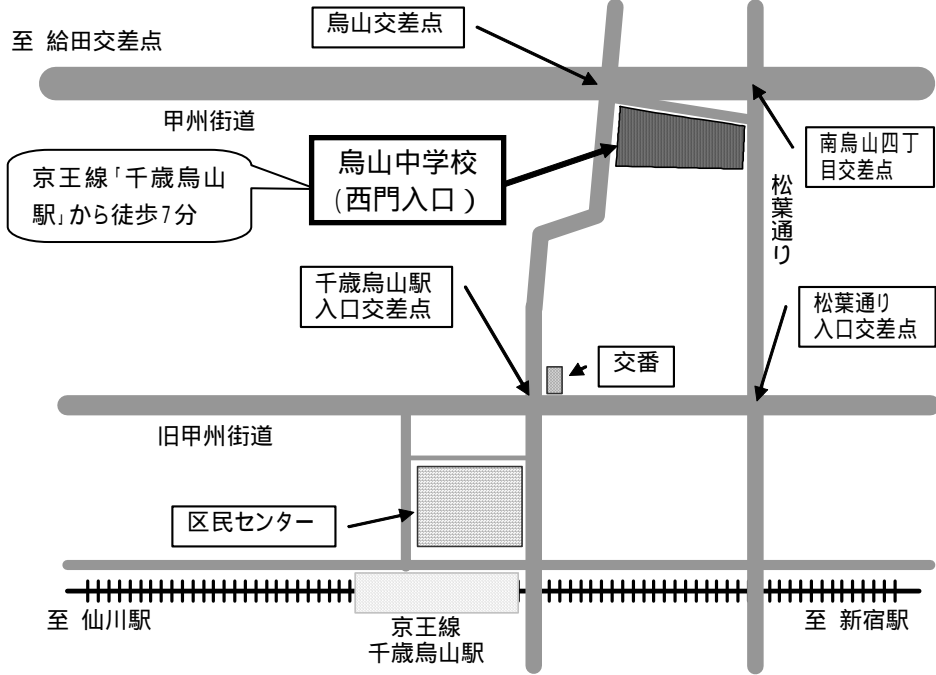 至 給田交差点
烏山交差点
甲州街道
京王線「千歳烏山
駅」から徒歩7分
烏山中学校
(西門入口)
南烏山四丁
目交差点
松葉通り
千歳烏山駅
入口交差点
松葉通り
入口交差点
交番
旧甲州街道
区民センター
至 仙川駅
京王線
千歳烏山駅
至 新宿駅